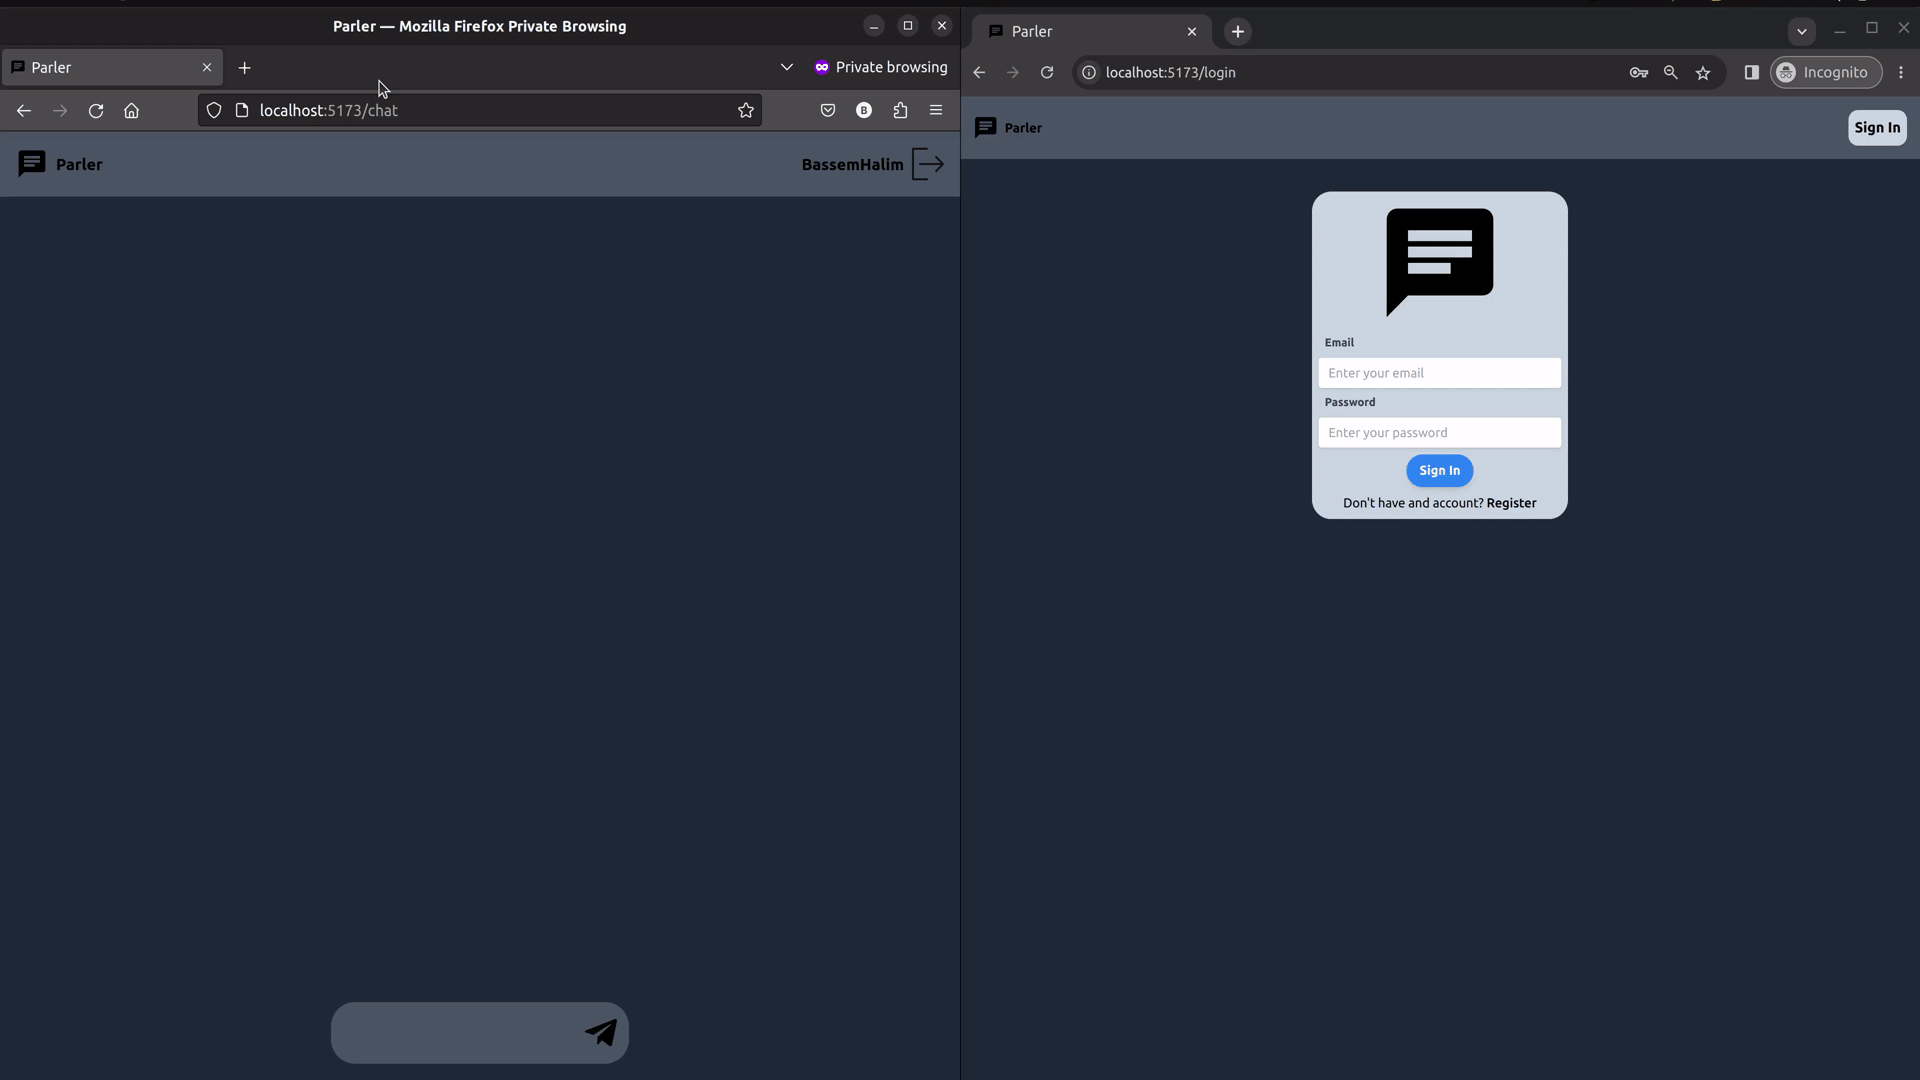 Parler — Mozilla Firefox Private Browsing
Parler
Private browsing
localhost:5173/chat
B
Parler
BassemHalim
Parler
localhost:5173/login
Incognito
Parler
Sign In
Email
Enter your email
Password
Enter your password
Sign In
Don't have and account? Register